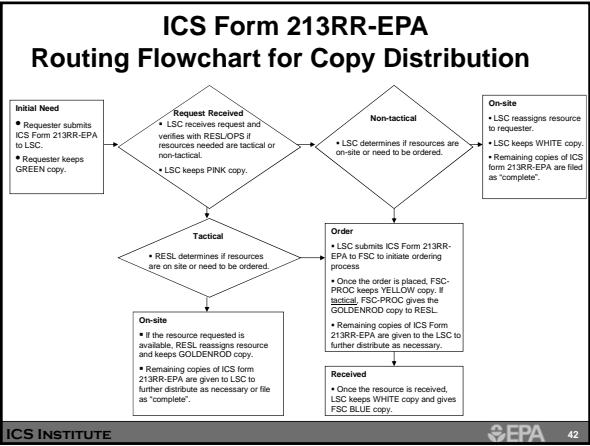 ICS Form 213RR-EPA
Routing Flowchart for Copy Distribution
Initial Need
• Requester submits
ICS Form 213RR-EPA
to LSC.
• Requester keeps
GREEN copy.
Request Received
▪ LSC receives request and
verifies with RESL/OPS if
resources needed are tactical or
non-tactical.
▪ LSC keeps PINK copy.
Non-tactical
▪ LSC determines if resources are
on-site or need to be ordered.
On-site
▪ LSC reassigns resource
to requester.
▪ LSC keeps WHITE copy.
▪ Remaining copies of ICS
form 213RR-EPA are filed
as “complete”.
Tactical
▪ RESL determines if resources
are on site or need to be ordered.
Order
▪ LSC submits ICS Form 213RR-
EPA to FSC to initiate ordering
process
▪ Once the order is placed, FSC-
PROC keeps YELLOW copy. If
tactical, FSC-PROC gives the
GOLDENROD copy to RESL.
▪ Remaining copies of ICS Form
213RR-EPA are given to the LSC to
further distribute as necessary.
On-site
▪ If the resource requested is
available, RESL reassigns resource
and keeps GOLDENROD copy.
▪ Remaining copies of ICS form
213RR-EPA are given to LSC to
further distribute as necessary or file
as “complete”.
Received
▪ Once the resource is received,
LSC keeps WHITE copy and gives
FSC BLUE copy.
ICS INSTITUTE
EPA
42